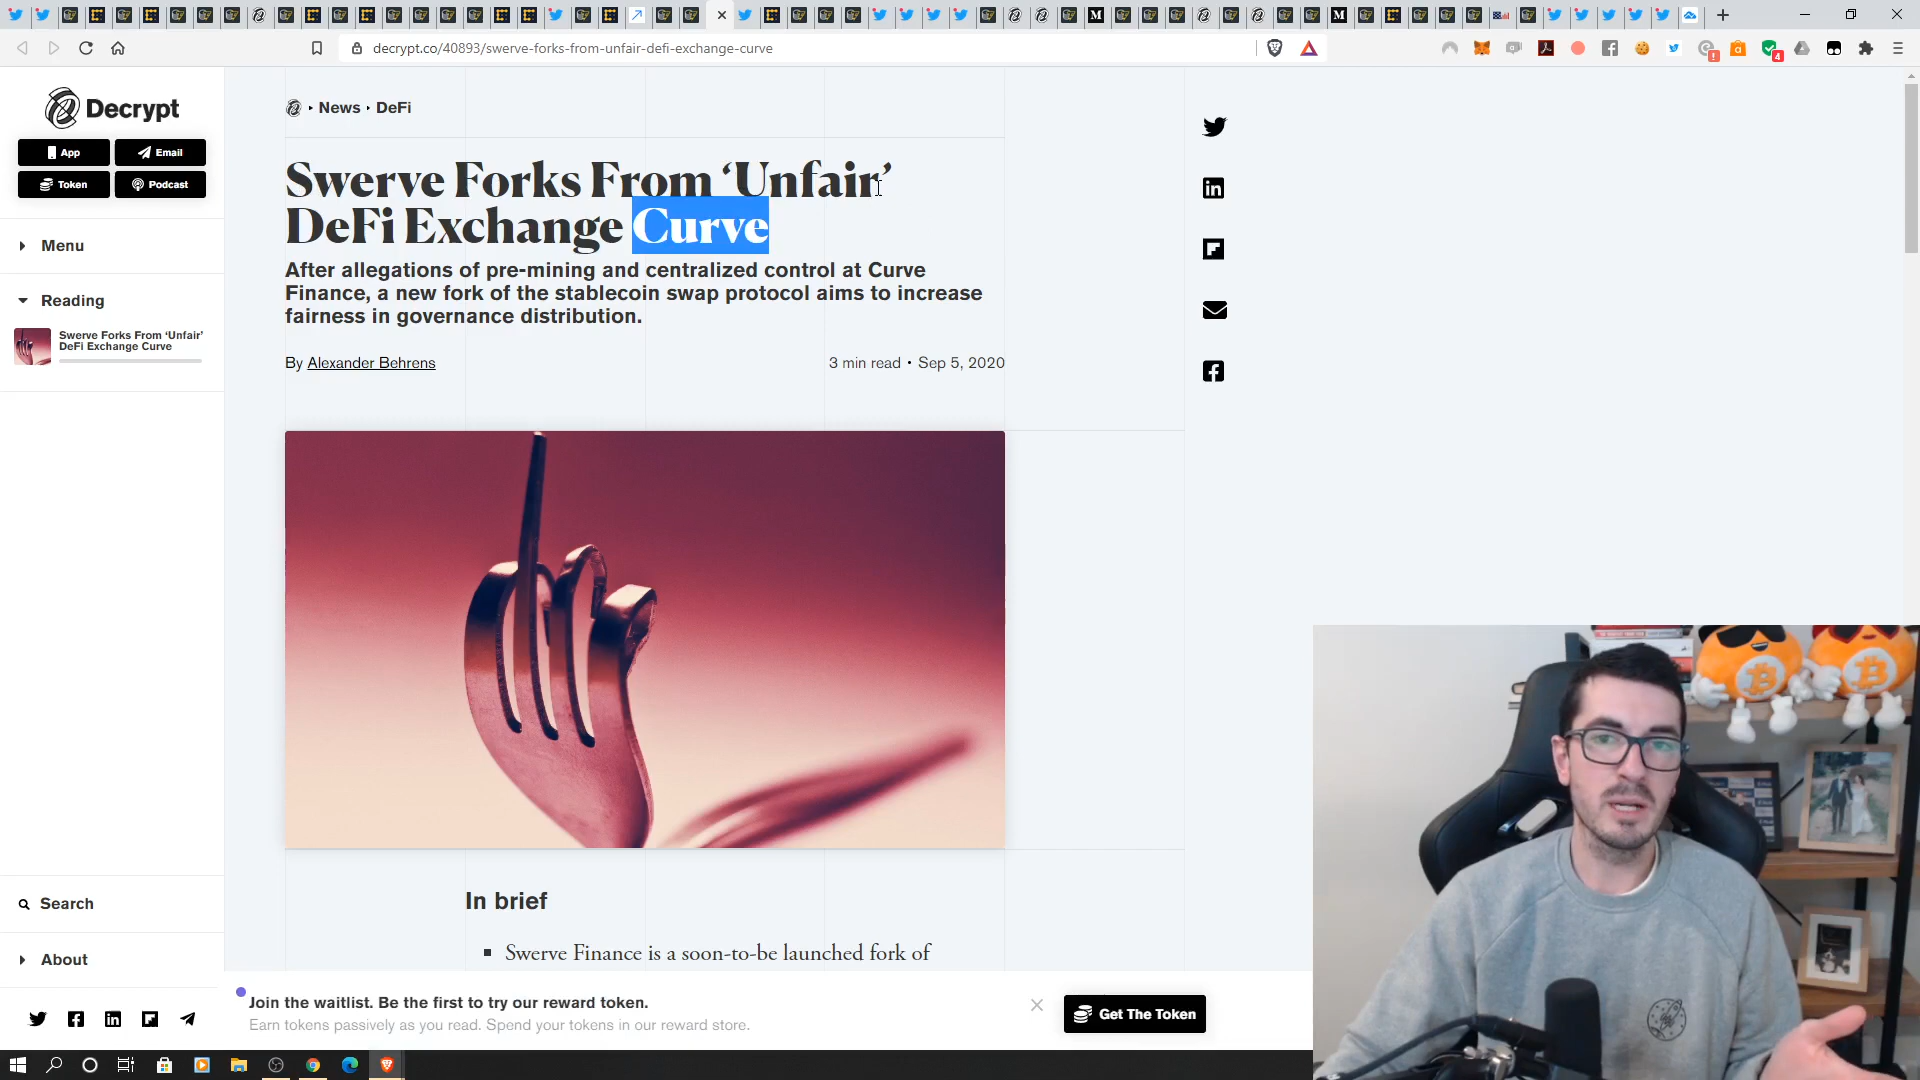 decrypt.co/40893/swerve-forks-from-unfair-defi-exchange-curve
4
Decrypt
App
Email
Token
Podcast
Menu
Reading
Swerve Forks From ‘Unfair’
DeFi Exchange Curve
Search
About
News
DeFi
Swerve Forks From ‘Unfair’
DeFi Exchange Curve
After allegations of pre-mining and centralized control at Curve
Finance, a new fork of the stablecoin swap protocol aims to increase
fairness in governance distribution.
By Alexander Behrens
3 min read • Sep 5, 2020
In brief
Swerve Finance is a soon-to-be launched fork of
Join the waitlist. Be the first to try our reward token.
Earn tokens passively as you read. Spend your tokens in our reward store.
Get The Token